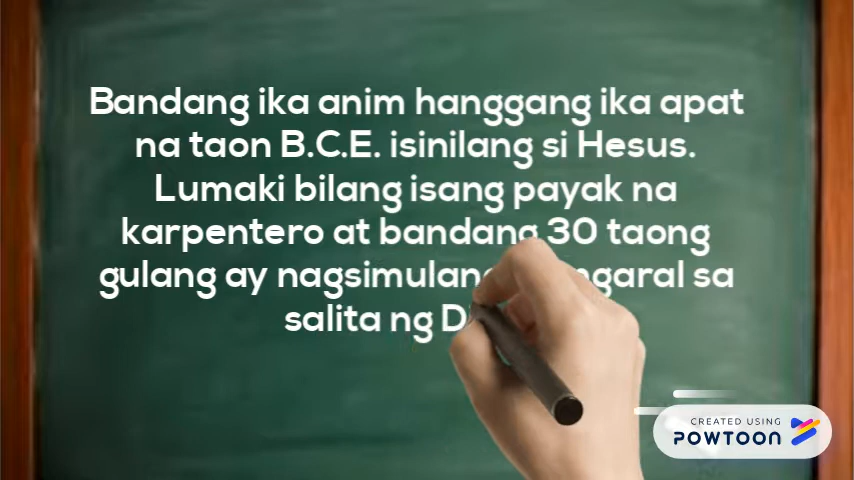 Bandang ika anim hanggang ika apat
na taon B.C.E. isinilang si Hesus.
Lumaki bilang isang payak na
karpentero at bandang 30 taong
gulang ay sa
salita ng
CREATED USING
POWTOON